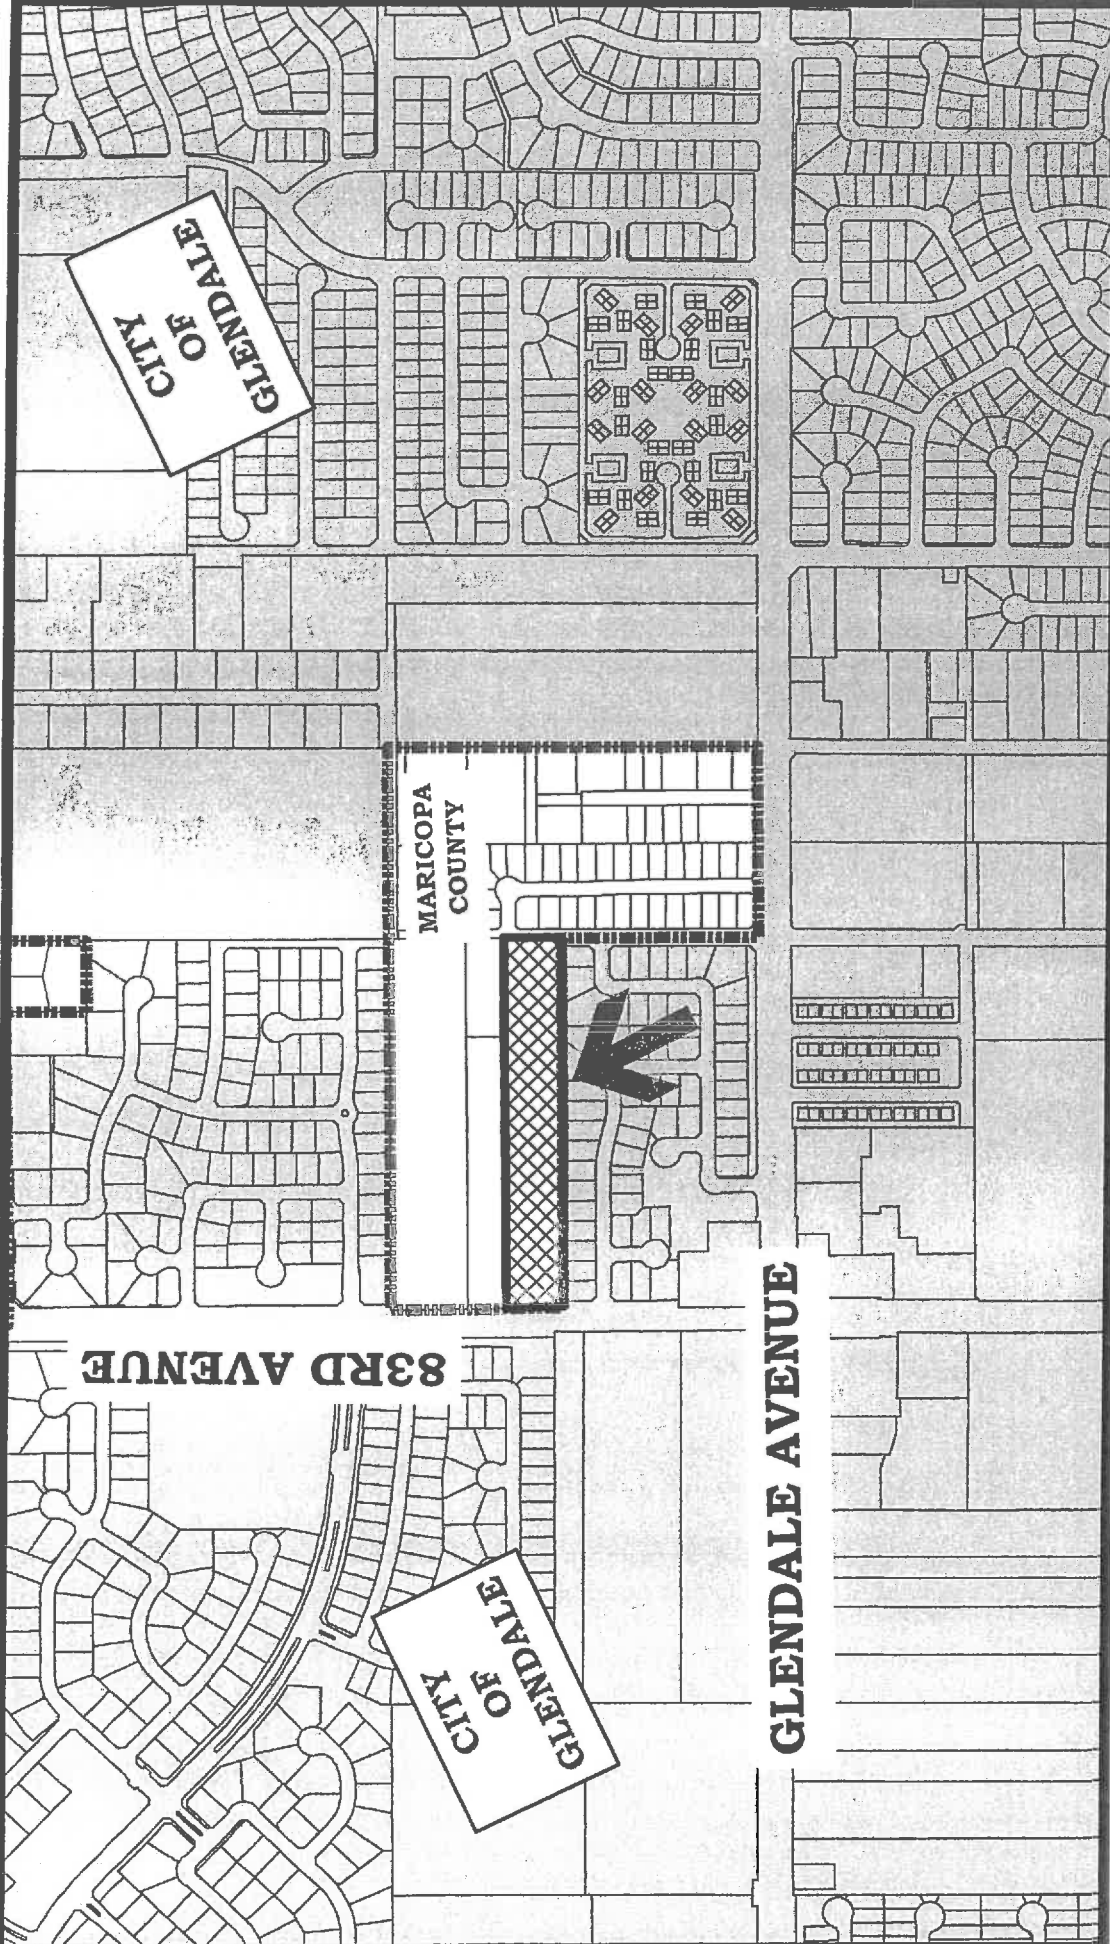 CITY
OF
GLENDALE
MARICOPA
COUNTY
83RD AVENUE
GLENDALE AVENUE
CITY
OF
GLENDALE